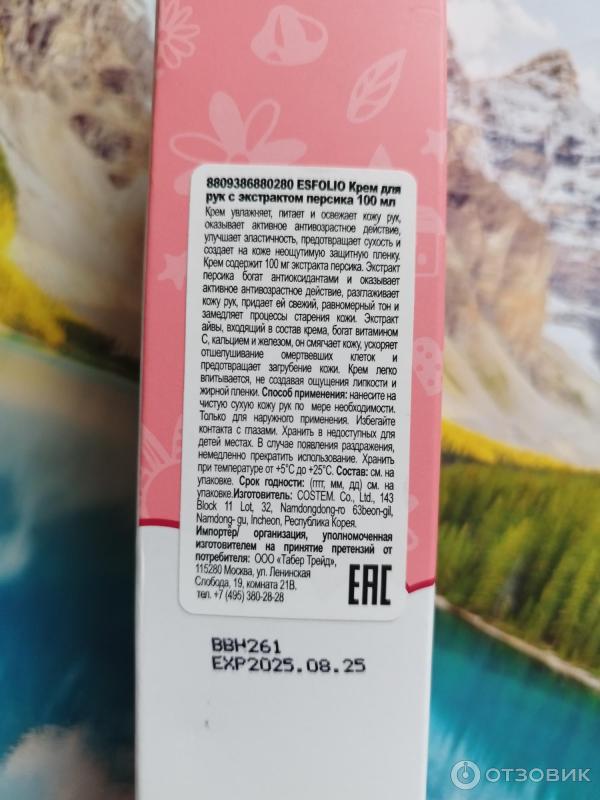 8809386880280 ESFOLIO Крем для
рук с экстрактом персика 100 мл
Крем увлажняет, питает и освежает кожу рук,
оказывает активное антивозрастное действие,
улучшает эластичность, предотвращает сухость и
создает на коже неощутимую защитную пленку.
Крем содержит 100 мг экстракта персика. Экстракт
персика богат антиоксидантами и оказывает
активное антивозрастное действие, разглаживает
кожу рук, придает ей свежий, равномерный тон и
замедляет процессы старения кожи. Экстракт
айвы, входящий в состав крема, богат витамином
С, кальцием и железом, он смягчает кожу, ускоряет
отшелушивание омертвевших клеток и
предотвращает загрубение кожи. Крем легко
впитывается, не создавая ощущения липкости и
жирной пленки. Способ применения: нанесите на
чистую сухую кожу рук по мере необходимости.
Только для наружного применения. Избегайте
контакта с глазами. Хранить в недоступных для
детей местах. В случае появления раздражения,
немедленно прекратить использование. Хранить
при температуре от +5°С до +25°С. Состав: см. на
упаковке. Срок годности: (гггг, мм, дд) см. на
упаковке.Изготовитель: COSTEM. Co., Ltd., 143
Block 11 Lot, 32, Namdongdong-ro 63beon-gil,
Namdong- gu, Incheon, Республика Корея.
Импортер/ организация, уполномоченная
изготовителем на принятие претензий от
потребителя: ООО «Табер Трейд»,
115280 Москва, ул. Ленинская
Слобода, 19, комната 21В.
тел. +7 (495) 380-28-28
EAC
BBH261
EXP2025.08.25
ОТЗОВИК